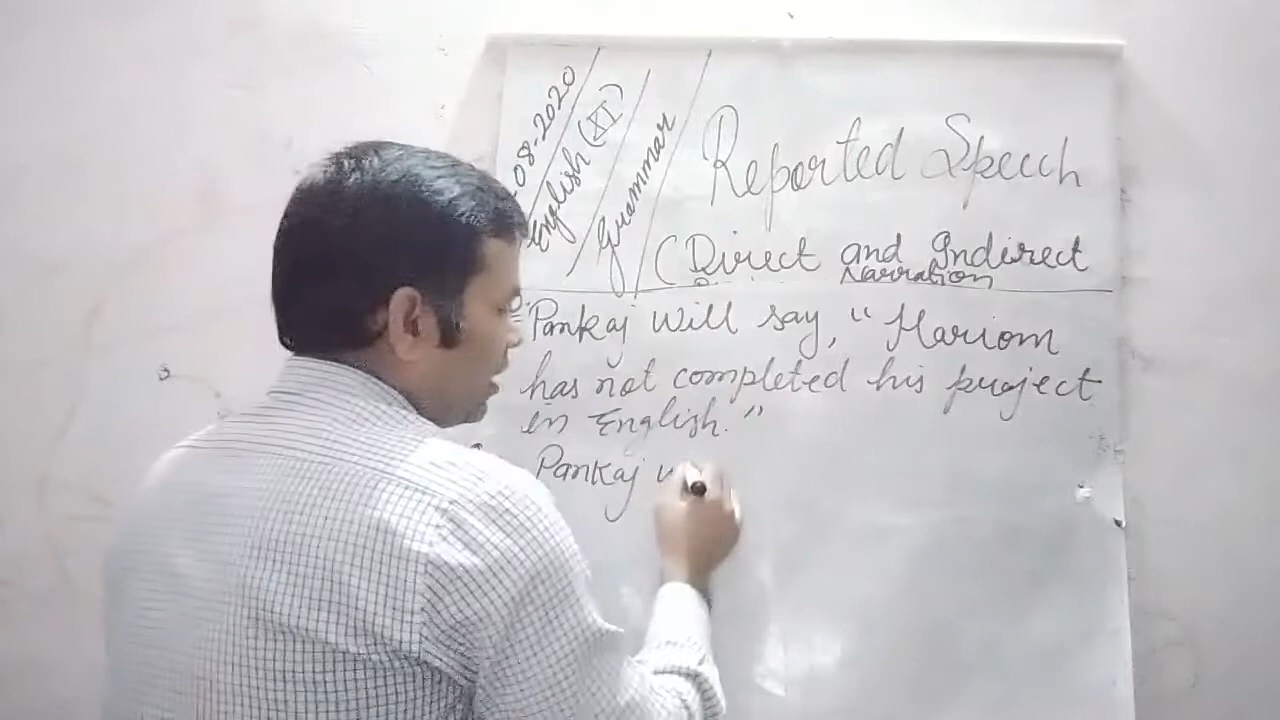 -08-2020
English (XI)
Grammar
Reported Speech
(Direct and Indirect
Narration
Pankaj will say, "Hariom
has not completed his project
in English."
Pankaj w